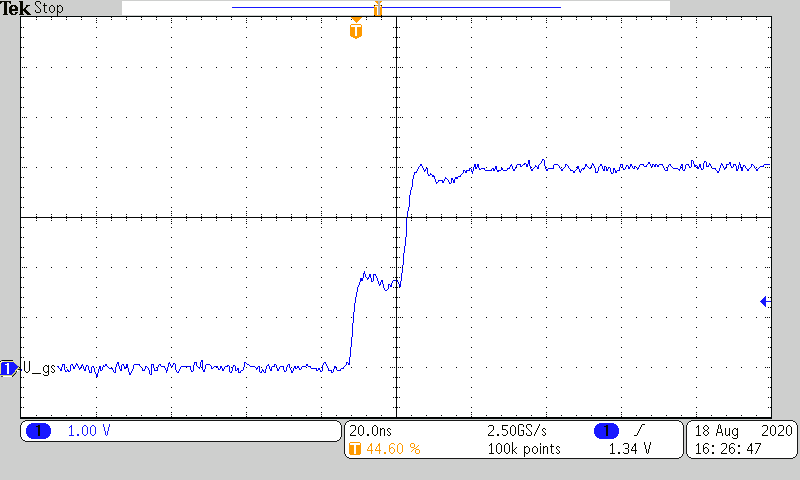 Tek Stop
T
1 U_gs
1 1.00 V
20.0ns 2.50GS/s 1
T 44.60 % 100k points 1.34 V
18 Aug 2020
16:26:47